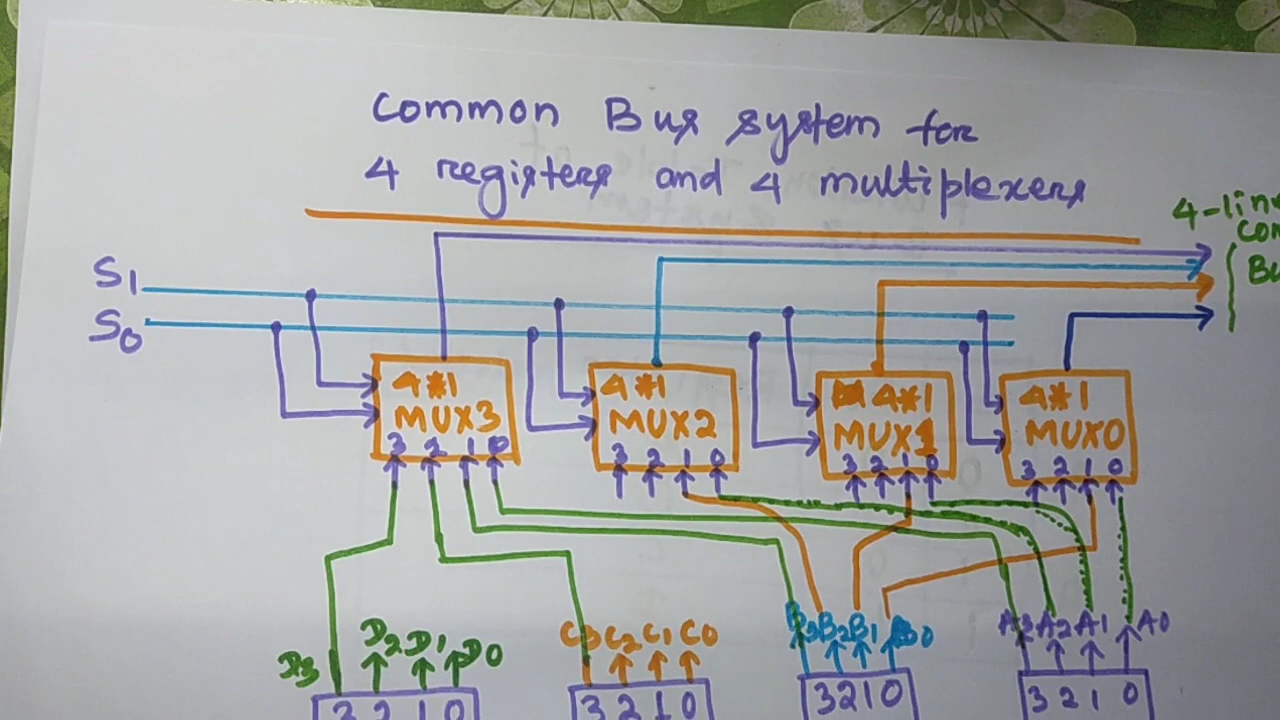 Common Bus system for
4 registers and 4 multiplexers
4-line
S1
S0
4*1 MUX3
4*1 MUX2
4*1 MUX1
4*1 MUX0
3 2 1 0
3 2 1 0
3 2 1 0
3 2 1 0
D3 D2 D1 D0
C3 C2 C1 C0
B3 B2 B1 B0
A3 A2 A1 A0
3 2 1 0
3 2 1 0
3 2 1 0
3 2 1 0